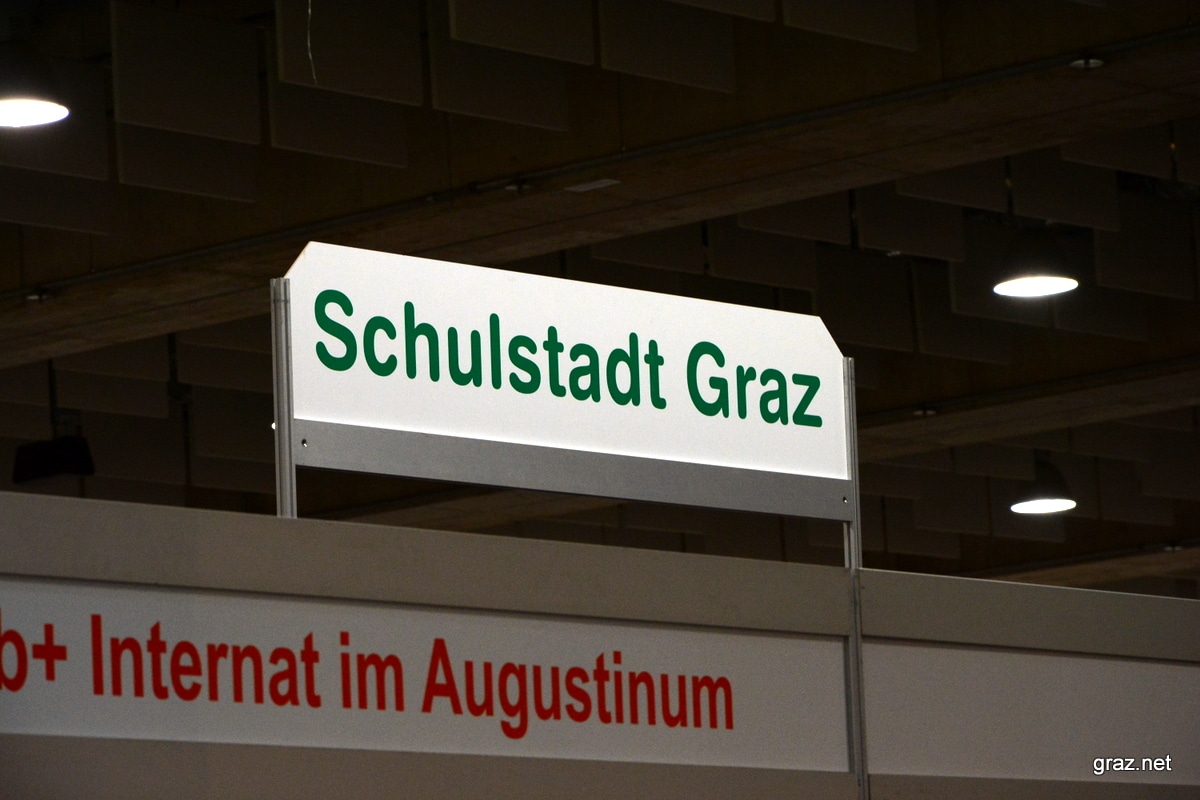 Schulstadt Graz
b+ Internat im Augustinum
graz.net